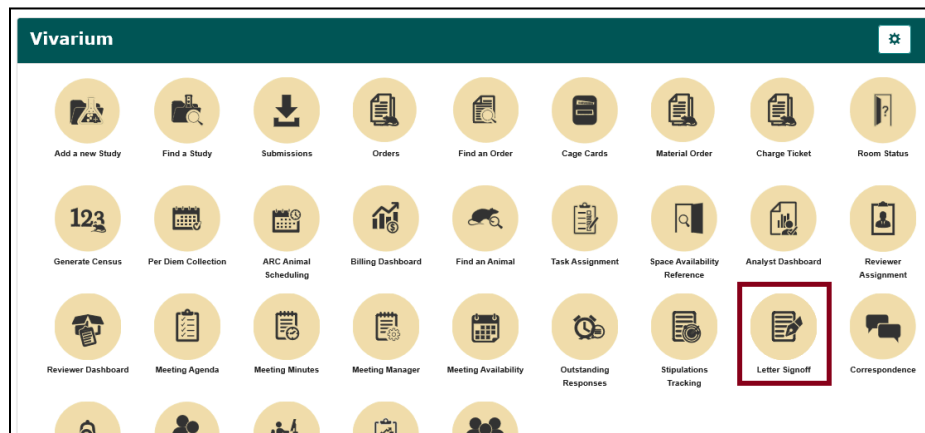 Vivarium
Add a new Study
Find a Study
Submissions
Orders
Find an Order
Cage Cards
Material Order
Charge Ticket
Room Status
?
123
Generate Census
Per Diem Collection
ARC Animal
Scheduling
Billing Dashboard
Find an Animal
Task Assignment
Space Availability
Reference
Analyst Dashboard
Reviewer
Assignment
Reviewer Dashboard
Meeting Agenda
Meeting Minutes
Meeting Manager
Meeting Availability
Outstanding
Responses
Stipulations
Tracking
Letter Signoff
Correspondence